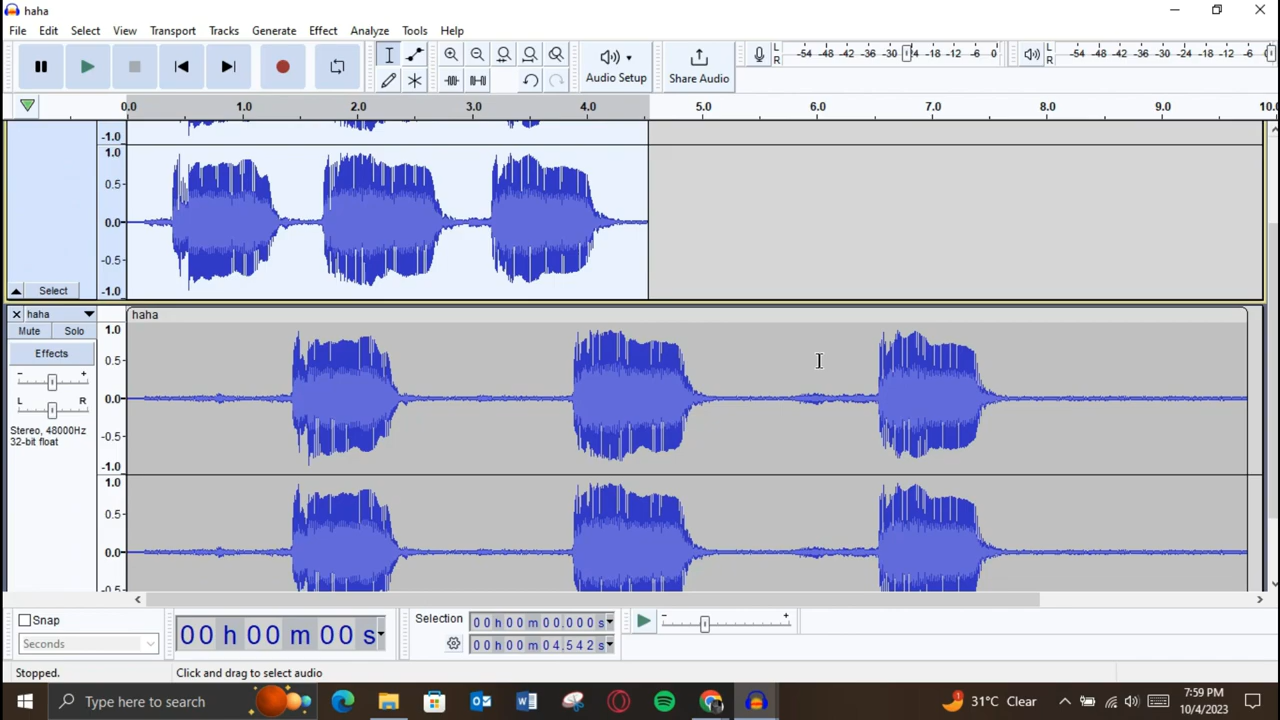 haha
File Edit Select View Transport Tracks Generate Effect Analyze Tools Help
Audio Setup
Share Audio
L
R
-54 -48 -42 -36 -30 -24 -18 -12 -6 0
L
R
-54 -48 -42 -36 -30 -24 -18 -12 -6
0.0 1.0 2.0 3.0 4.0 5.0 6.0 7.0 8.0 9.0 10.0
-1.0
1.0
0.5
0.0
-0.5
-1.0
Select
haha
haha
Mute Solo
Effects
- +
L R
Stereo, 48000Hz
32-bit float
1.0
0.5
0.0
-0.5
-1.0
1.0
0.5
0.0
-0.5
Snap
Seconds
00 h 00 m 00 s
Selection
00 h 00 m 00.000 s
00 h 00 m 04.542 s
- +
Stopped.
Click and drag to select audio
Type here to search
1
31°C Clear
7:59 PM
10/4/2023